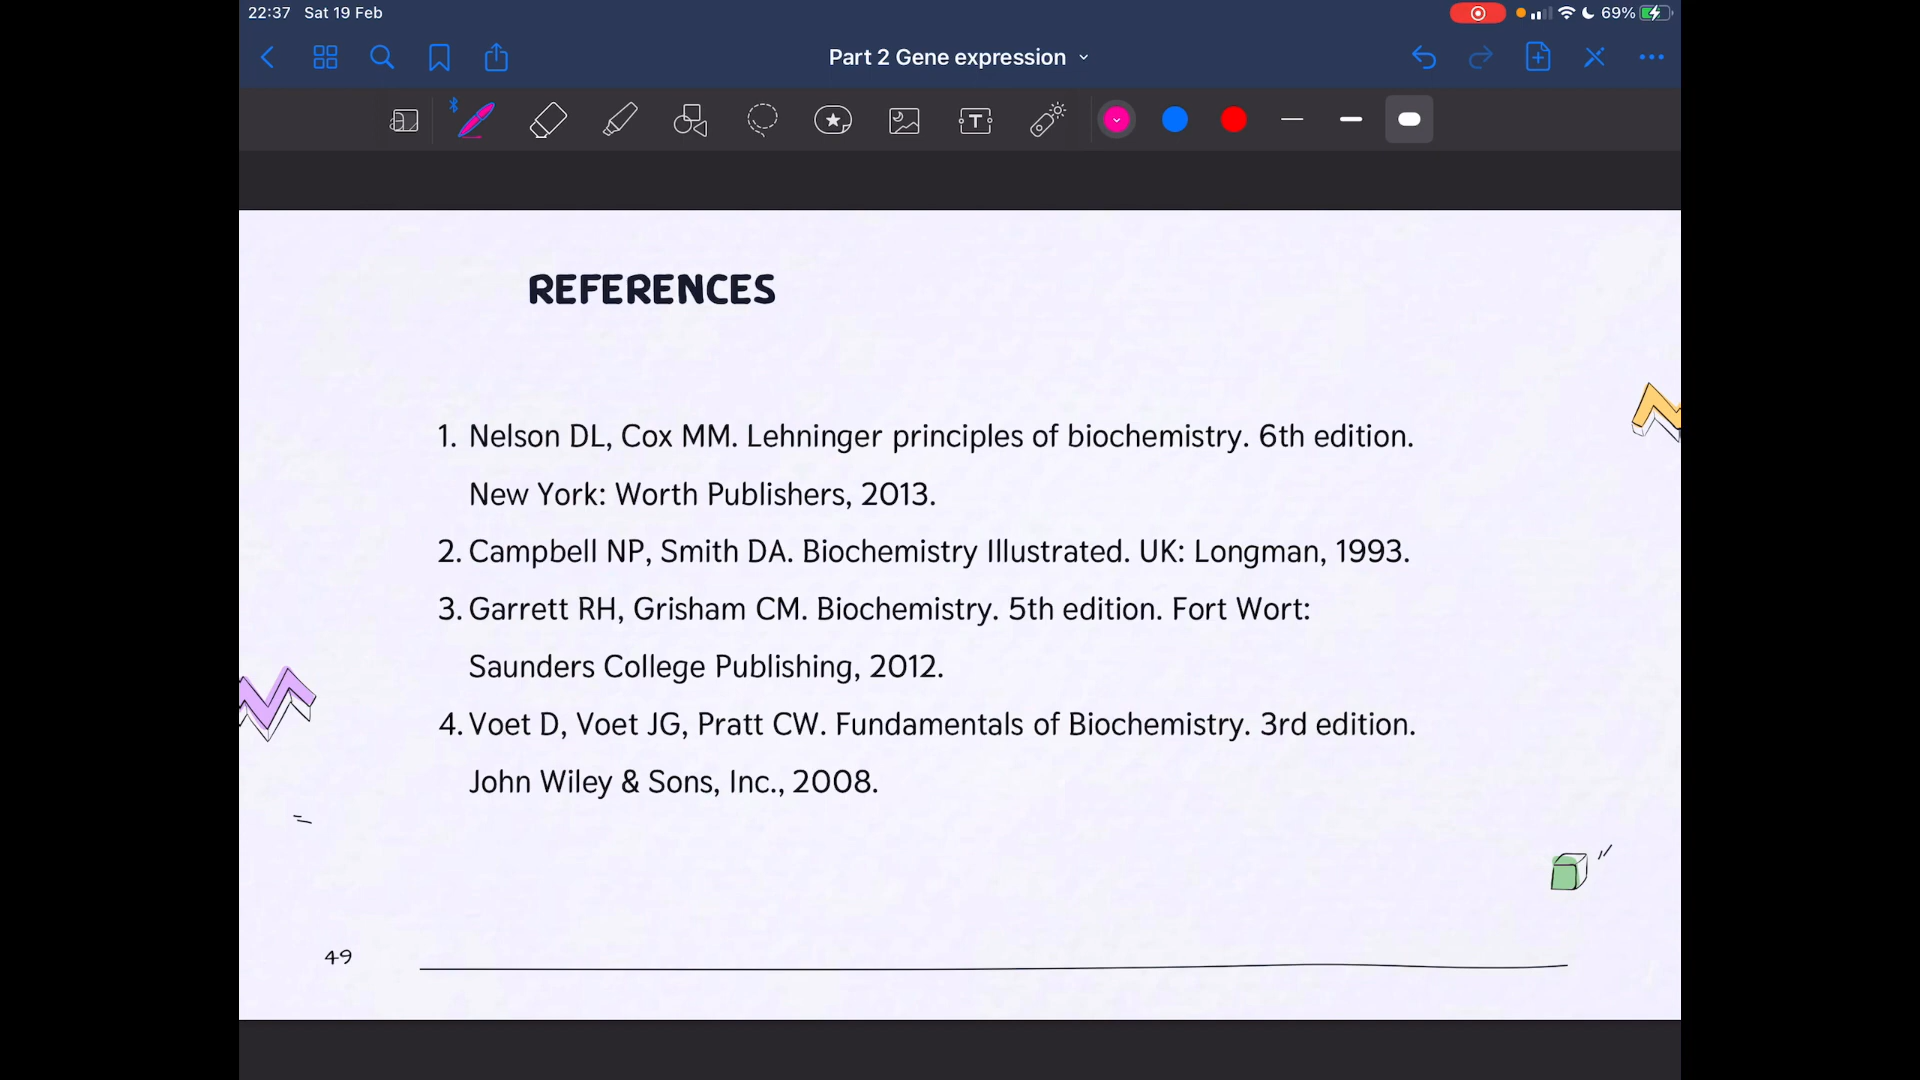 22:37 Sat 19 Feb
69%
Part 2 Gene expression
REFERENCES
1. Nelson DL, Cox MM. Lehninger principles of biochemistry. 6th edition.
New York: Worth Publishers, 2013.
2. Campbell NP, Smith DA. Biochemistry Illustrated. UK: Longman, 1993.
3. Garrett RH, Grisham CM. Biochemistry. 5th edition. Fort Wort:
Saunders College Publishing, 2012.
4. Voet D, Voet JG, Pratt CW. Fundamentals of Biochemistry. 3rd edition.
John Wiley & Sons, Inc., 2008.
49